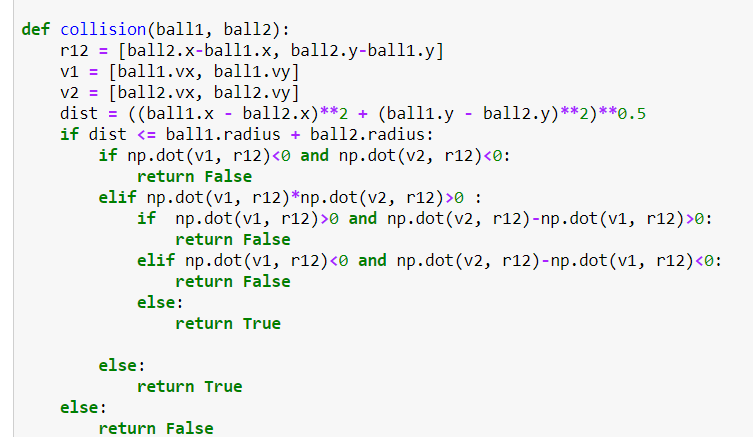 def collision(ball1, ball2):
    r12 = [ball2.x-ball1.x, ball2.y-ball1.y]
    v1 = [ball1.vx, ball1.vy]
    v2 = [ball2.vx, ball2.vy]
    dist = ((ball1.x - ball2.x)**2 + (ball1.y - ball2.y)**2)**0.5
    if dist <= ball1.radius + ball2.radius:
        if np.dot(v1, r12)<0 and np.dot(v2, r12)<0:
            return False
        elif np.dot(v1, r12)*np.dot(v2, r12)>0 :
            if  np.dot(v1, r12)>0 and np.dot(v2, r12)-np.dot(v1, r12)>0:
                return False
            elif np.dot(v1, r12)<0 and np.dot(v2, r12)-np.dot(v1, r12)<0:
                return False
            else:
                return True
        else:
            return True
    else:
        return False